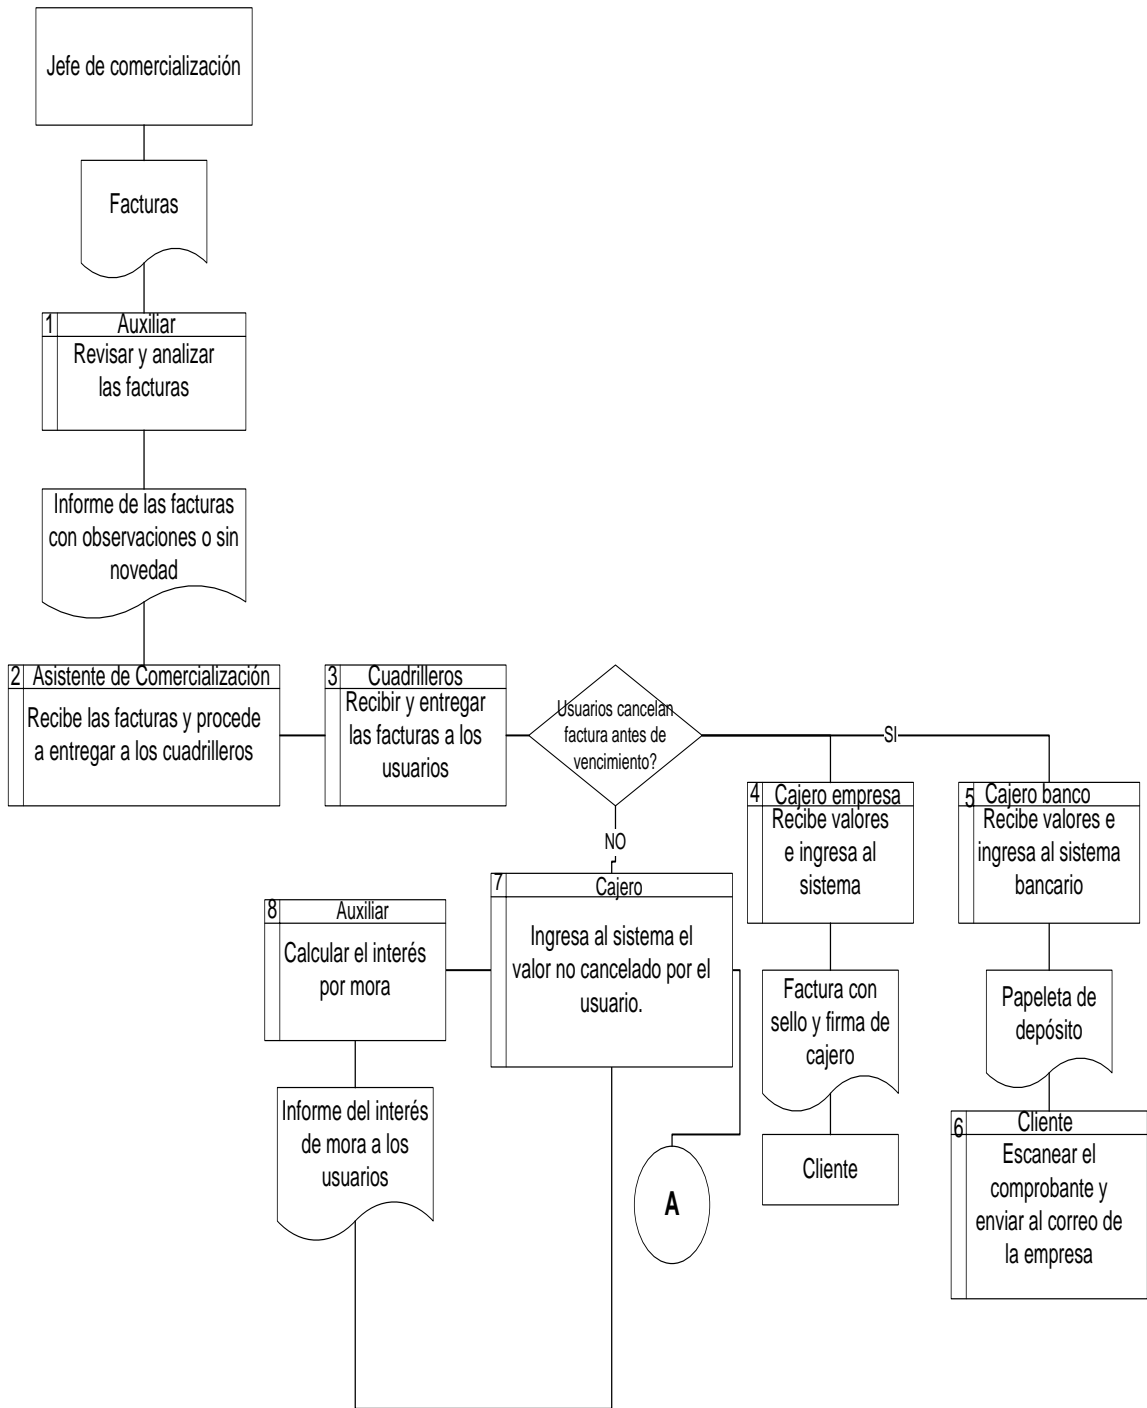 Jefe de comercialización
Facturas
1
Auxiliar
Revisar y analizar
las facturas
Informe de las facturas
con observaciones o sin
novedad
2
Asistente de Comercialización
Recibe las facturas y procede
a entregar a los cuadrilleros
3
Cuadrilleros
Recibir y entregar
las facturas a los
usuarios
Usuarios cancelan
factura antes de
vencimiento?
SI
NO
4
Cajero empresa
Recibe valores
e ingresa al
sistema
5
Cajero banco
Recibe valores e
ingresa al sistema
bancario
7
Cajero
Ingresa al sistema el
valor no cancelado por el
usuario.
8
Auxiliar
Calcular el interés
por mora
Factura con
sello y firma de
cajero
Papeleta de
depósito
Informe del interés
de mora a los
usuarios
A
Cliente
6
Cliente
Escanear el
comprobante y
enviar al correo de
la empresa